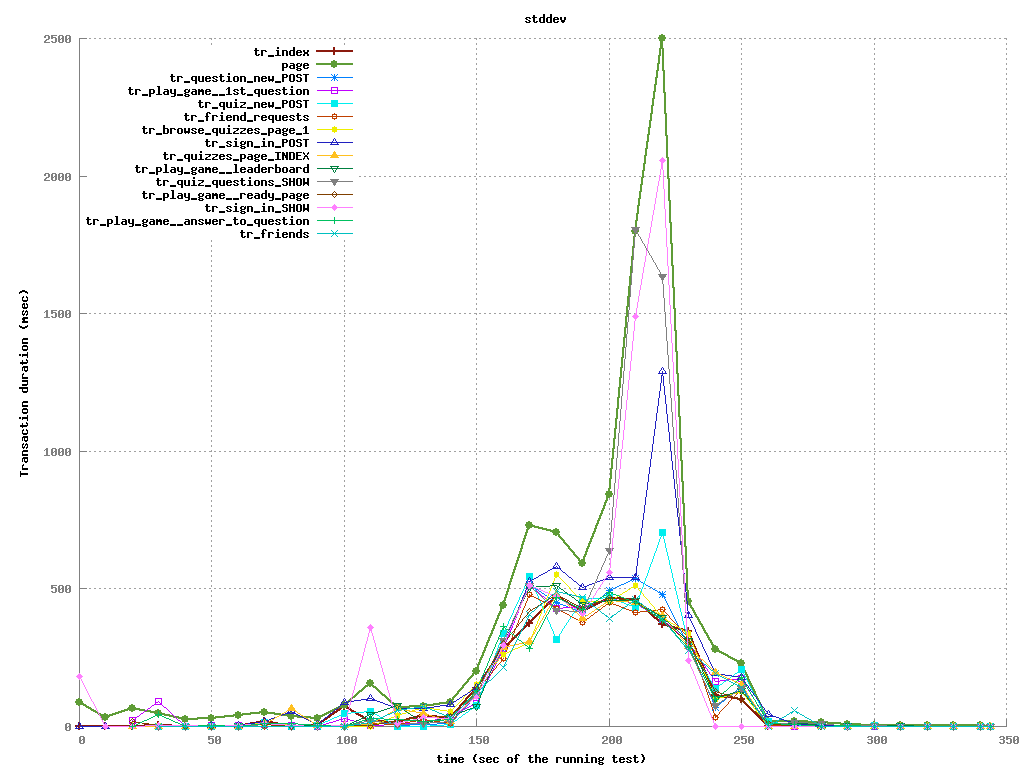 stddev
2500
2000
1500
1000
500
0
Transaction duration (msec)
tr_index
page
tr_question_new_POST
tr_play_game__1st_question
tr_quiz_new_POST
tr_friend_requests
tr_browse_quizzes_page_1
tr_sign_in_POST
tr_quizzes_page_INDEX
tr_play_game__leaderboard
tr_quiz_questions_SHOW
tr_play_game__ready_page
tr_sign_in_SHOW
tr_play_game__answer_to_question
tr_friends
0 50 100 150 200 250 300 350
time (sec of the running test)